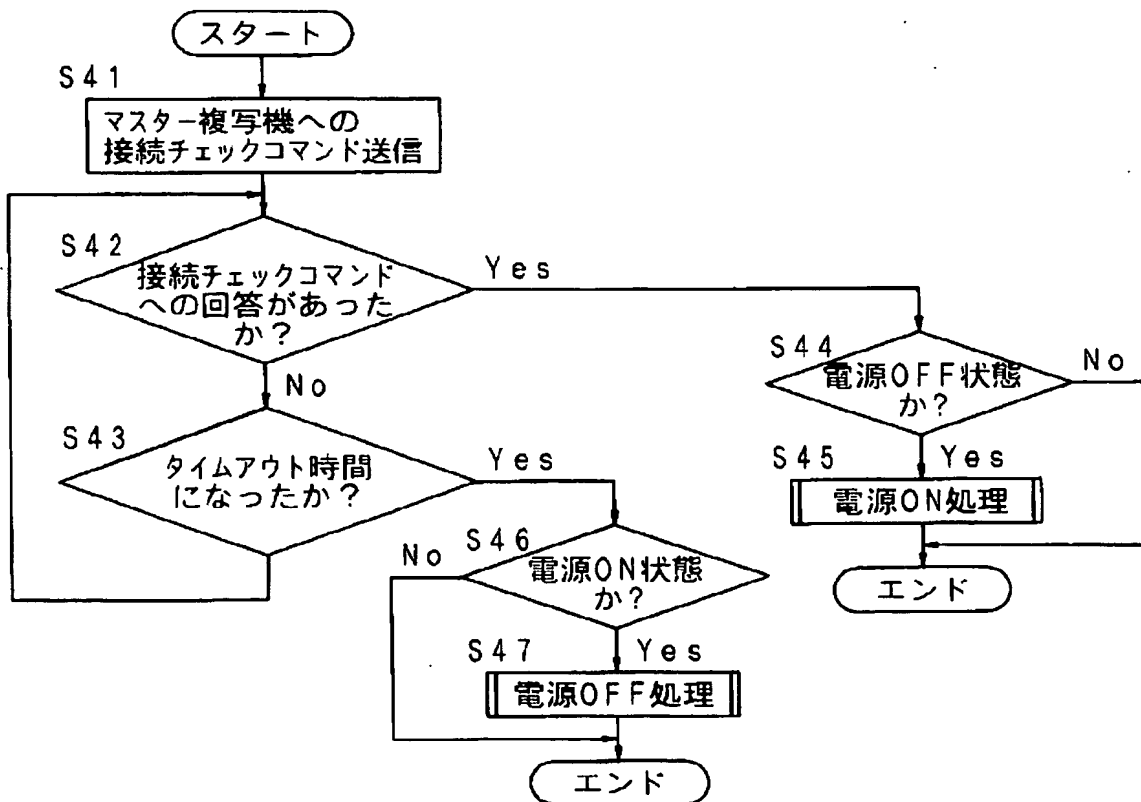 スタート
S41
マスター複写機への
接続チェックコマンド送信
S42
接続チェックコマンド
への回答があった
か?
Yes
No
S43
タイムアウト時間
になったか?
Yes
S44
電源OFF状態
か?
No
Yes
S45
電源ON処理
エンド
S46
電源ON状態
か?
No
Yes
S47
電源OFF処理
エンド